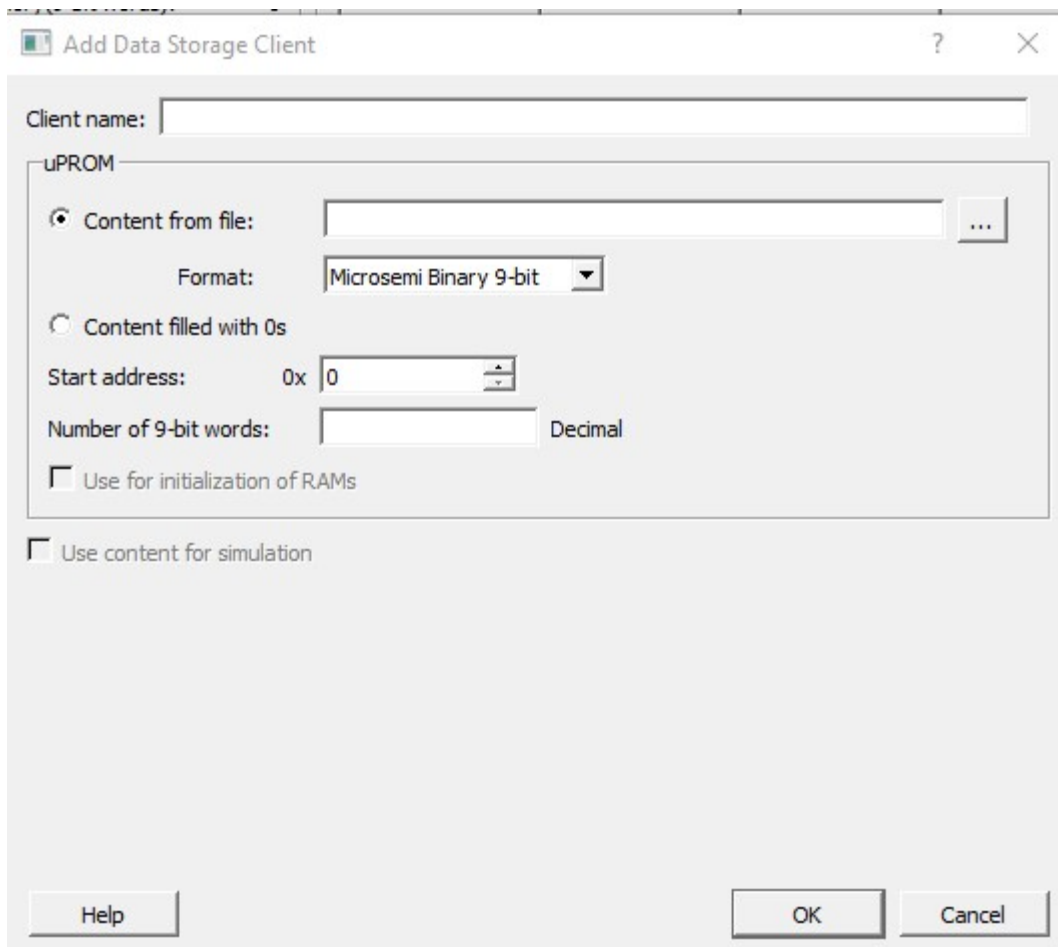 Add Data Storage Client ?
Client name:
uPROM
Content from file: ...
Format: Microsemi Binary 9-bit
Content filled with 0s
Start address: 0x 0
Number of 9-bit words: Decimal
Use for initialization of RAMs
Use content for simulation
Help OK Cancel